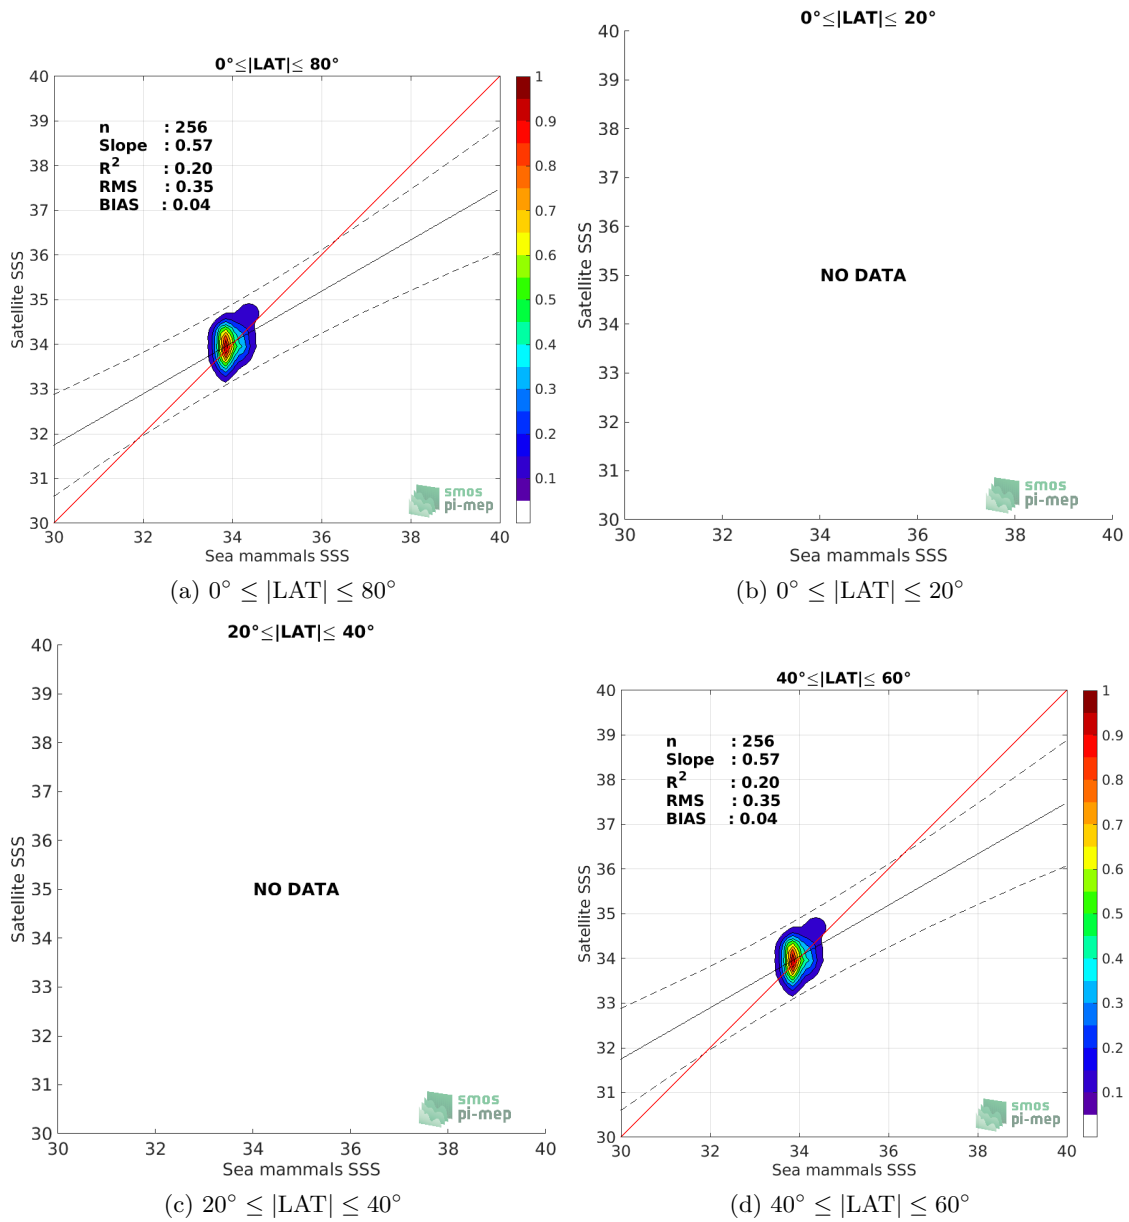 0°≤|LAT|≤ 80°
40
39
38
37
36
35
34
33
32
31
30
Satellite SSS
n : 256
Slope : 0.57
R² : 0.20
RMS : 0.35
BIAS : 0.04
1
0.9
0.8
0.7
0.6
0.5
0.4
0.3
0.2
0.1
smos
pi-mep
30 32 34 36 38 40
Sea mammals SSS
(a) 0° ≤ |LAT| ≤ 80°
0°≤|LAT|≤ 20°
40
39
38
37
36
35
34
33
32
31
30
Satellite SSS
NO DATA
smos
pi-mep
30 32 34 36 38 40
Sea mammals SSS
(b) 0° ≤ |LAT| ≤ 20°
20°≤|LAT|≤ 40°
40
39
38
37
36
35
34
33
32
31
30
Satellite SSS
NO DATA
smos
pi-mep
30 32 34 36 38 40
Sea mammals SSS
(c) 20° ≤ |LAT| ≤ 40°
40°≤|LAT|≤ 60°
40
39
38
37
36
35
34
33
32
31
30
Satellite SSS
n : 256
Slope : 0.57
R² : 0.20
RMS : 0.35
BIAS : 0.04
1
0.9
0.8
0.7
0.6
0.5
0.4
0.3
0.2
0.1
smos
pi-mep
30 32 34 36 38 40
Sea mammals SSS
(d) 40° ≤ |LAT| ≤ 60°